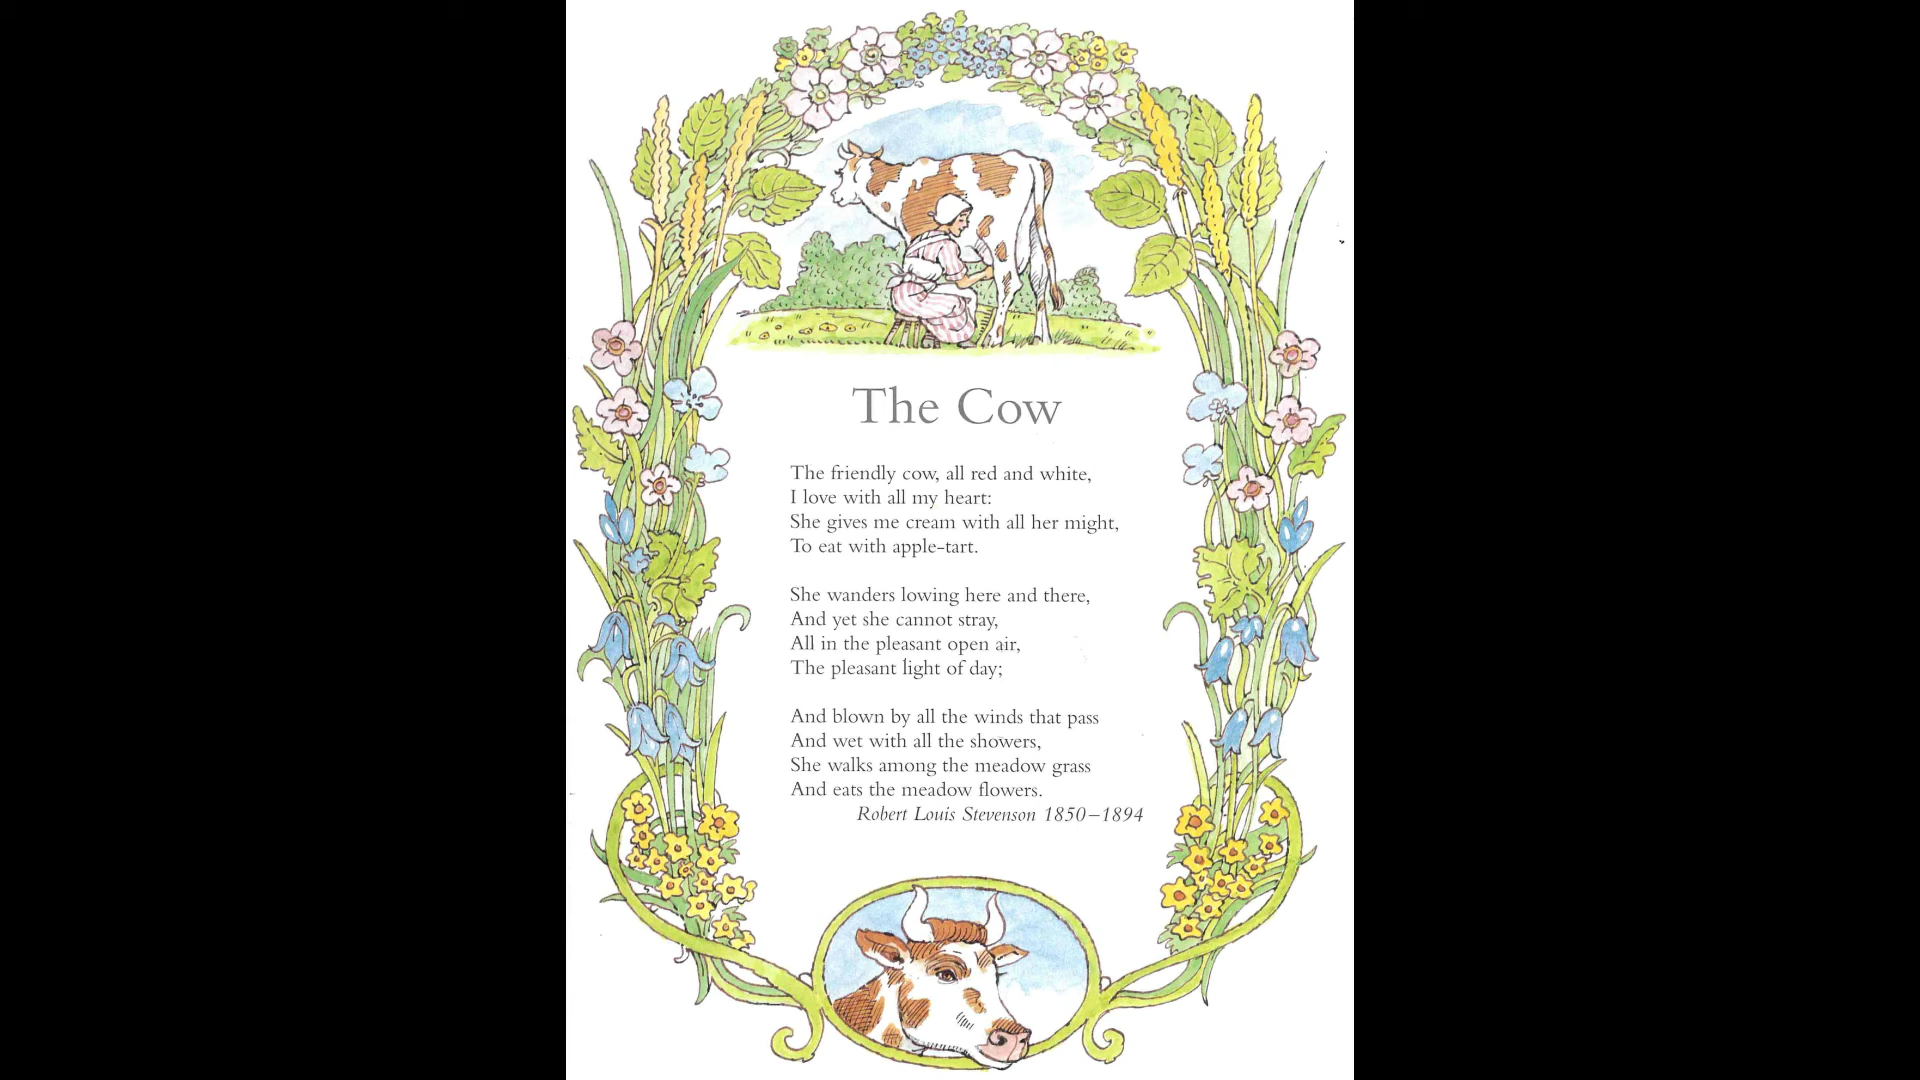 The Cow
The friendly cow, all red and white,
I love with all my heart:
She gives me cream with all her might,
To eat with apple-tart.
She wanders lowing here and there,
And yet she cannot stray,
All in the pleasant open air,
The pleasant light of day;
And blown by all the winds that pass
And wet with all the showers,
She walks among the meadow grass
And eats the meadow flowers.
Robert Louis Stevenson 1850–1894